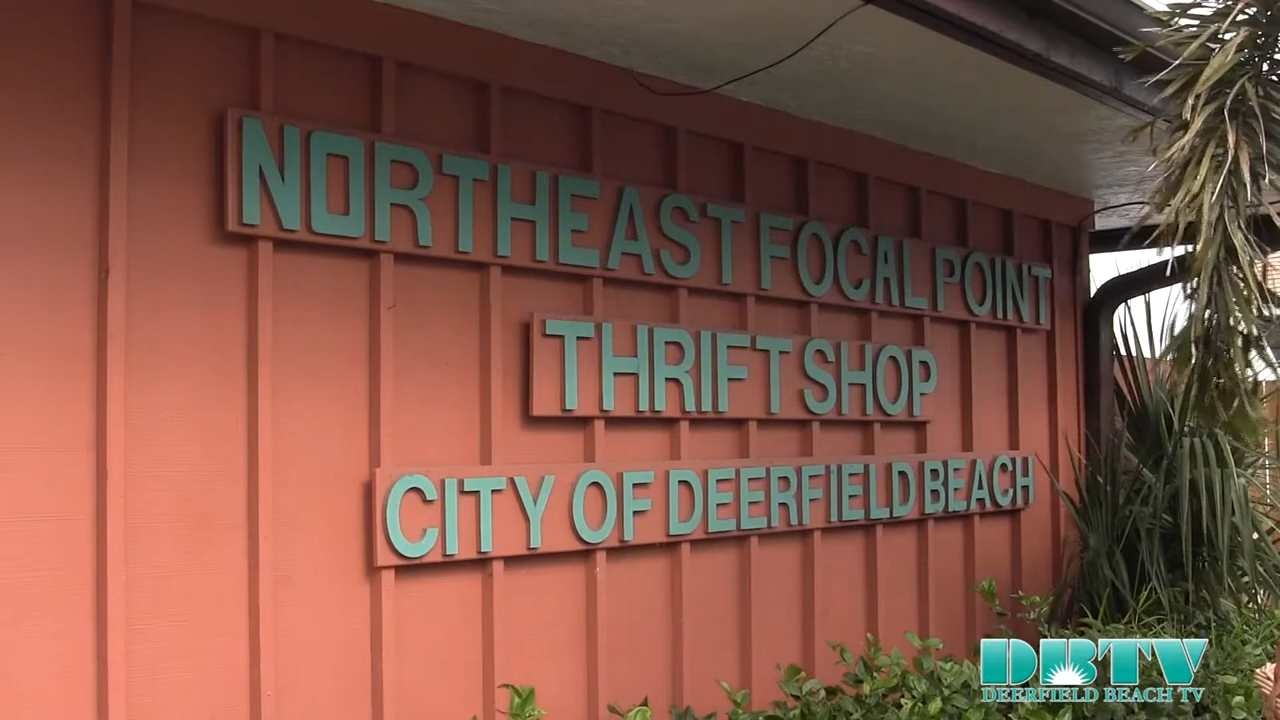 NORTHEAST FOCAL POINT
THRIFT SHOP
CITY OF DEERFIELD BEACH
DBTV
DEERFIELD BEACH TV